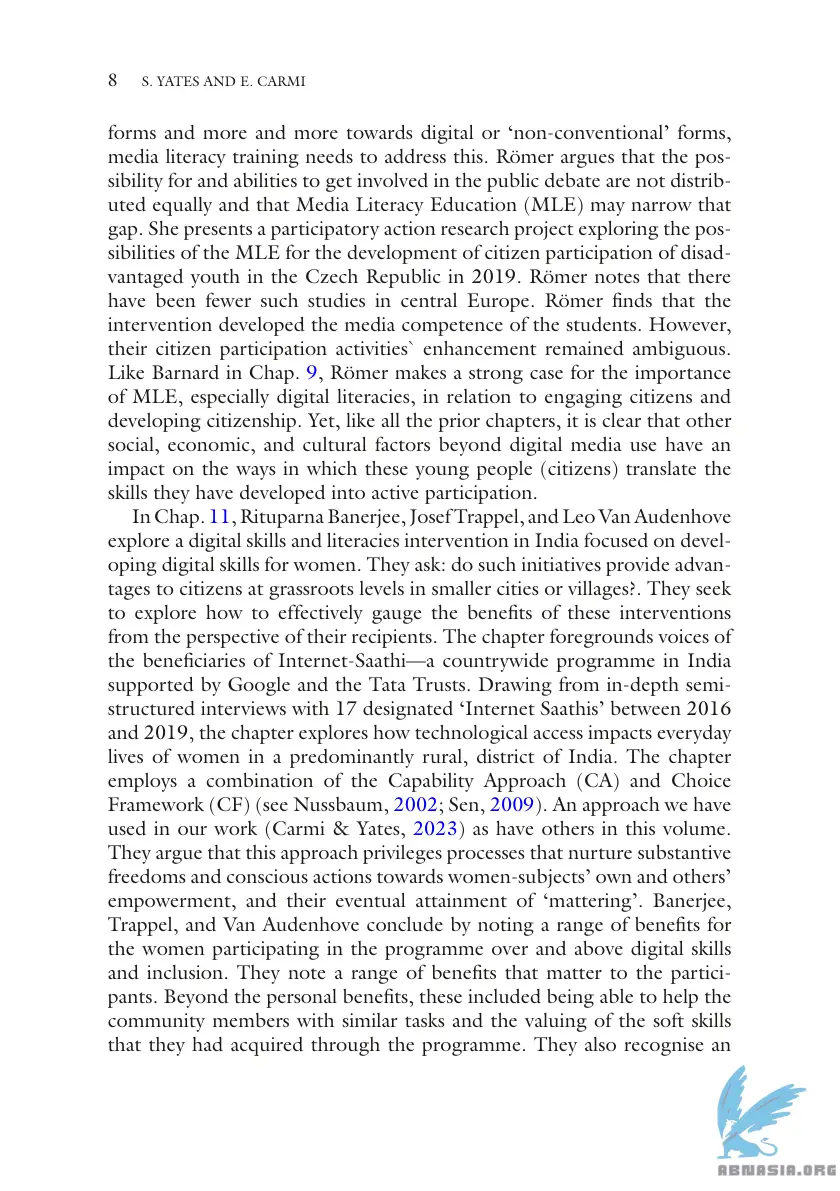 8 S. YATES AND E. CARMI
forms and more and more towards digital or ‘non-conventional’ forms,
media literacy training needs to address this. Römer argues that the pos-
sibility for and abilities to get involved in the public debate are not distrib-
uted equally and that Media Literacy Education (MLE) may narrow that
gap. She presents a participatory action research project exploring the pos-
sibilities of the MLE for the development of citizen participation of disad-
vantaged youth in the Czech Republic in 2019. Römer notes that there
have been fewer such studies in central Europe. Römer finds that the
intervention developed the media competence of the students. However,
their citizen participation activities` enhancement remained ambiguous.
Like Barnard in Chap. 9, Römer makes a strong case for the importance
of MLE, especially digital literacies, in relation to engaging citizens and
developing citizenship. Yet, like all the prior chapters, it is clear that other
social, economic, and cultural factors beyond digital media use have an
impact on the ways in which these young people (citizens) translate the
skills they have developed into active participation.
In Chap. 11, Rituparna Banerjee, Josef Trappel, and Leo Van Audenhove
explore a digital skills and literacies intervention in India focused on devel-
oping digital skills for women. They ask: do such initiatives provide advan-
tages to citizens at grassroots levels in smaller cities or villages?. They seek
to explore how to effectively gauge the benefits of these interventions
from the perspective of their recipients. The chapter foregrounds voices of
the beneficiaries of Internet-Saathi—a countrywide programme in India
supported by Google and the Tata Trusts. Drawing from in-depth semi-
structured interviews with 17 designated ‘Internet Saathis’ between 2016
and 2019, the chapter explores how technological access impacts everyday
lives of women in a predominantly rural, district of India. The chapter
employs a combination of the Capability Approach (CA) and Choice
Framework (CF) (see Nussbaum, 2002; Sen, 2009). An approach we have
used in our work (Carmi & Yates, 2023) as have others in this volume.
They argue that this approach privileges processes that nurture substantive
freedoms and conscious actions towards women-subjects’ own and others’
empowerment, and their eventual attainment of ‘mattering’. Banerjee,
Trappel, and Van Audenhove conclude by noting a range of benefits for
the women participating in the programme over and above digital skills
and inclusion. They note a range of benefits that matter to the partici-
pants. Beyond the personal benefits, these included being able to help the
community members with similar tasks and the valuing of the soft skills
that they had acquired through the programme. They also recognise an
ABNASIA.ORG